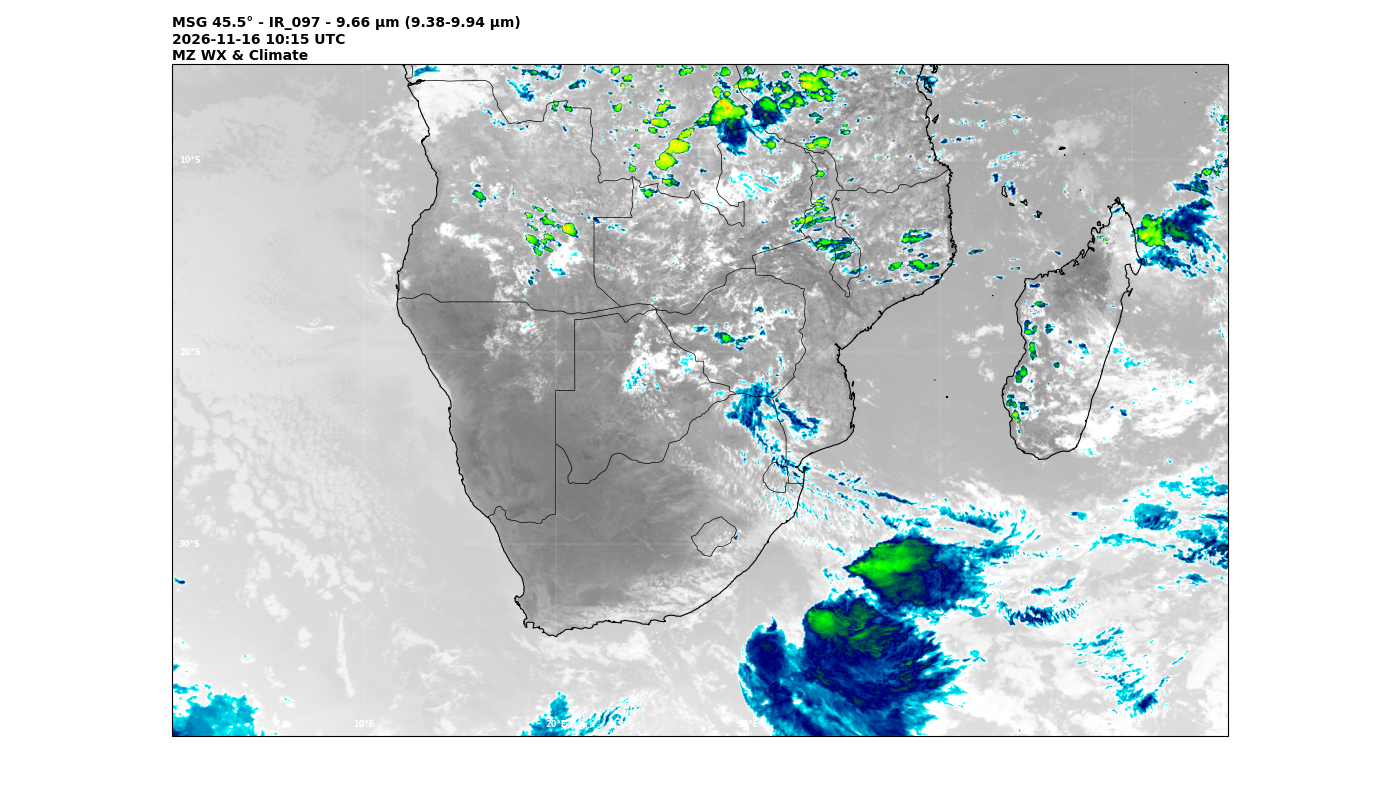 MSG 45.5° - IR_097 - 9.66 µm (9.38-9.94 µm)
2026-11-16 10:15 UTC
MZ WX & Climate
10°S
20°S
30°S
10°E
20°E
30°E